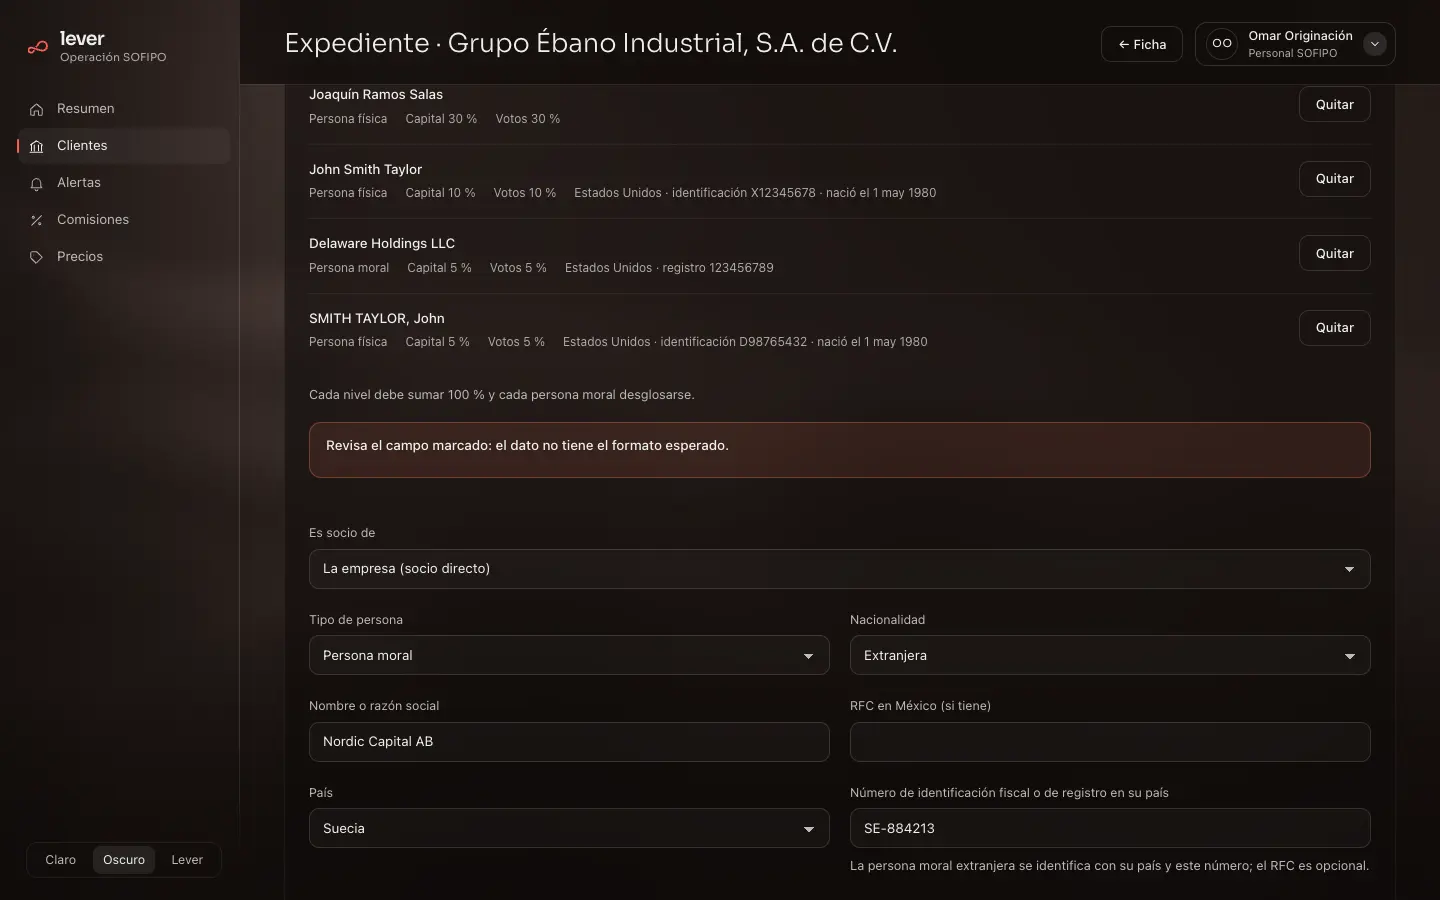 lever
Operación SOFIPO
Resumen
Clientes
Alertas
Comisiones
Precios
Claro
Oscuro
Lever
Expediente · Grupo Ébano Industrial, S.A. de C.V.
← Ficha
OO
Omar Originación
Personal SOFIPO
Joaquín Ramos Salas
Persona física Capital 30 % Votos 30 %
Quitar
John Smith Taylor
Persona física Capital 10 % Votos 10 % Estados Unidos · identificación X12345678 · nació el 1 may 1980
Quitar
Delaware Holdings LLC
Persona moral Capital 5 % Votos 5 % Estados Unidos · registro 123456789
Quitar
SMITH TAYLOR, John
Persona física Capital 5 % Votos 5 % Estados Unidos · identificación D98765432 · nació el 1 may 1980
Quitar
Cada nivel debe sumar 100 % y cada persona moral desglosarse.
Revisa el campo marcado: el dato no tiene el formato esperado.
Es socio de
La empresa (socio directo)
Tipo de persona
Persona moral
Nacionalidad
Extranjera
Nombre o razón social
Nordic Capital AB
RFC en México (si tiene)
País
Suecia
Número de identificación fiscal o de registro en su país
SE-884213
La persona moral extranjera se identifica con su país y este número; el RFC es opcional.